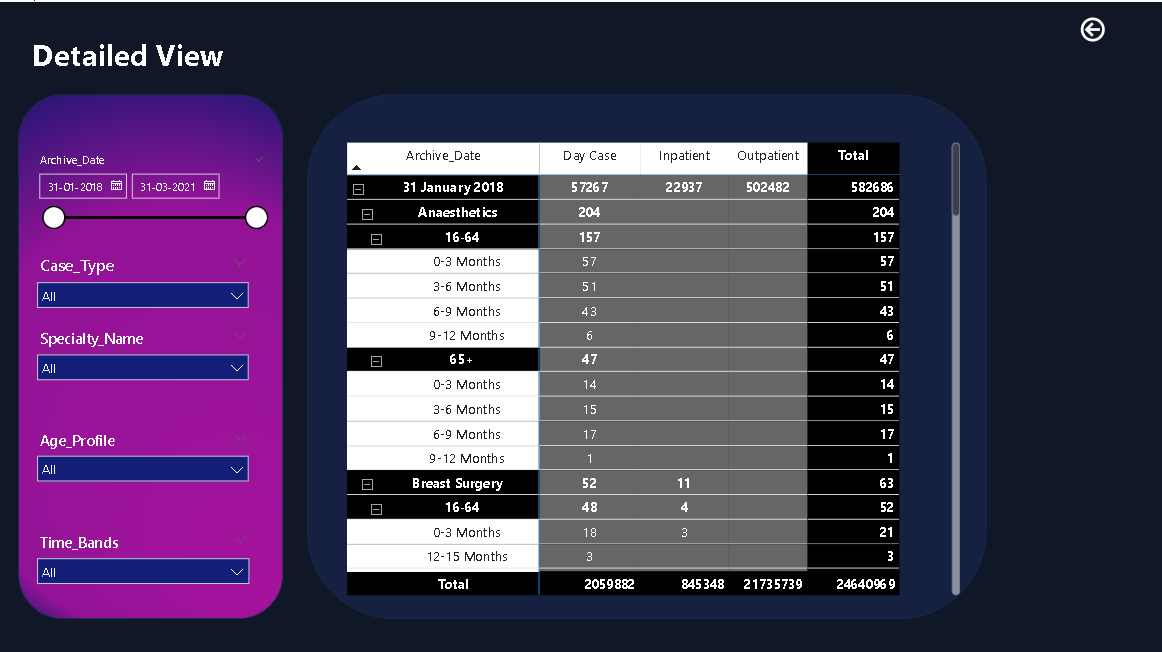 Detailed View
Archive_Date
31-01-2018 31-03-2021
Case_Type
All
Specialty_Name
All
Age_Profile
All
Time_Bands
All
Archive_Date Day Case Inpatient Outpatient Total
31 January 2018 57267 22937 502482 582686
Anaesthetics 204 204
16-64 157 157
0-3 Months 57 57
3-6 Months 51 51
6-9 Months 43 43
9-12 Months 6 6
65+ 47 47
0-3 Months 14 14
3-6 Months 15 15
6-9 Months 17 17
9-12 Months 1 1
Breast Surgery 52 11 63
16-64 48 4 52
0-3 Months 18 3 21
12-15 Months 3 3
Total 2059882 845348 21735739 24640969